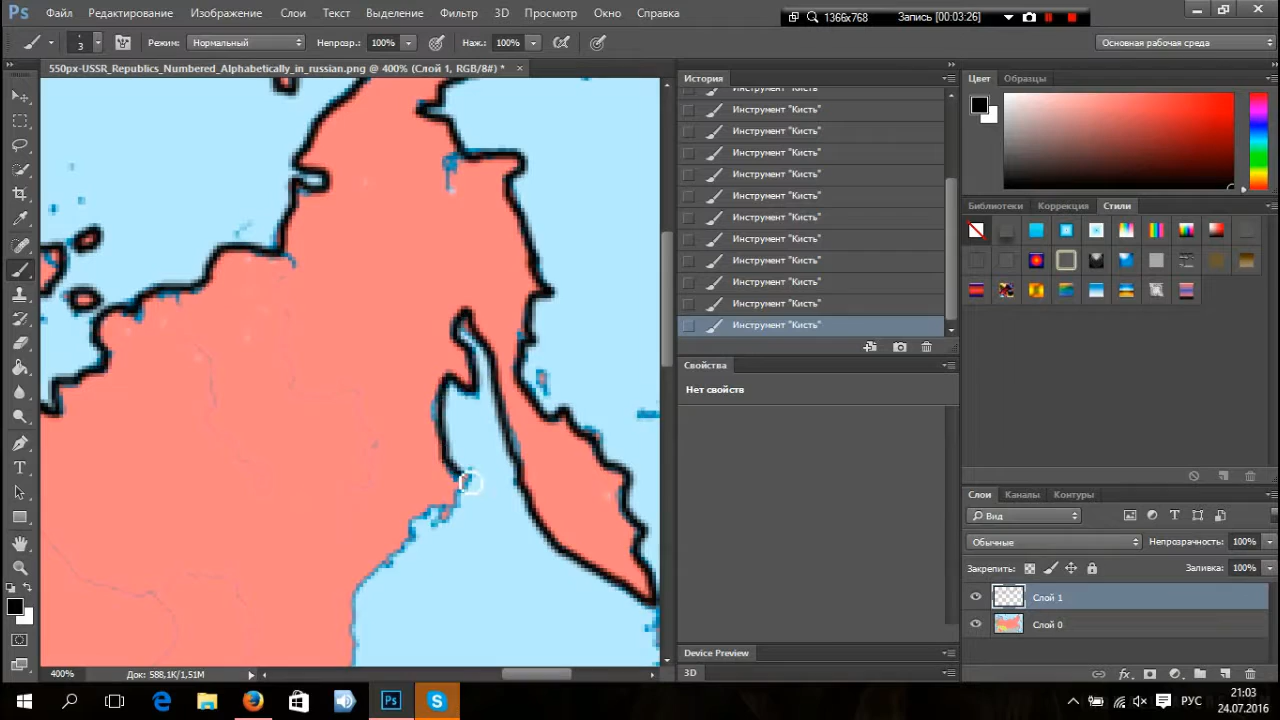 Ps Файл Редактирование Изображение Слои Текст Выделение Фильтр 3D Просмотр Окно Справка
1366x768 Запись [00:03:26]
3 Режим: Нормальный Непрозр.: 100% Наж.: 100% Основная рабочая среда
550px-USSR_Republics_Numbered_Alphabetically_in_russian.png @ 400% (Слой 1, RGB/8#) * ×
История
Цвет Образцы
Инструмент "Кисть"
Инструмент "Кисть"
Инструмент "Кисть"
Инструмент "Кисть"
Инструмент "Кисть"
Инструмент "Кисть"
Инструмент "Кисть"
Инструмент "Кисть"
Инструмент "Кисть"
Инструмент "Кисть"
Инструмент "Кисть"
Инструмент "Кисть"
Библиотеки Коррекция Стили
Свойства
Нет свойств
Слои Каналы Контуры
Вид
Обычные Непрозрачность: 100%
Закрепить: Заливка: 100%
Слой 1
Слой 0
Device Preview
3D
400% Док: 588,1К/1,51М
РУС
21:03
24.07.2016